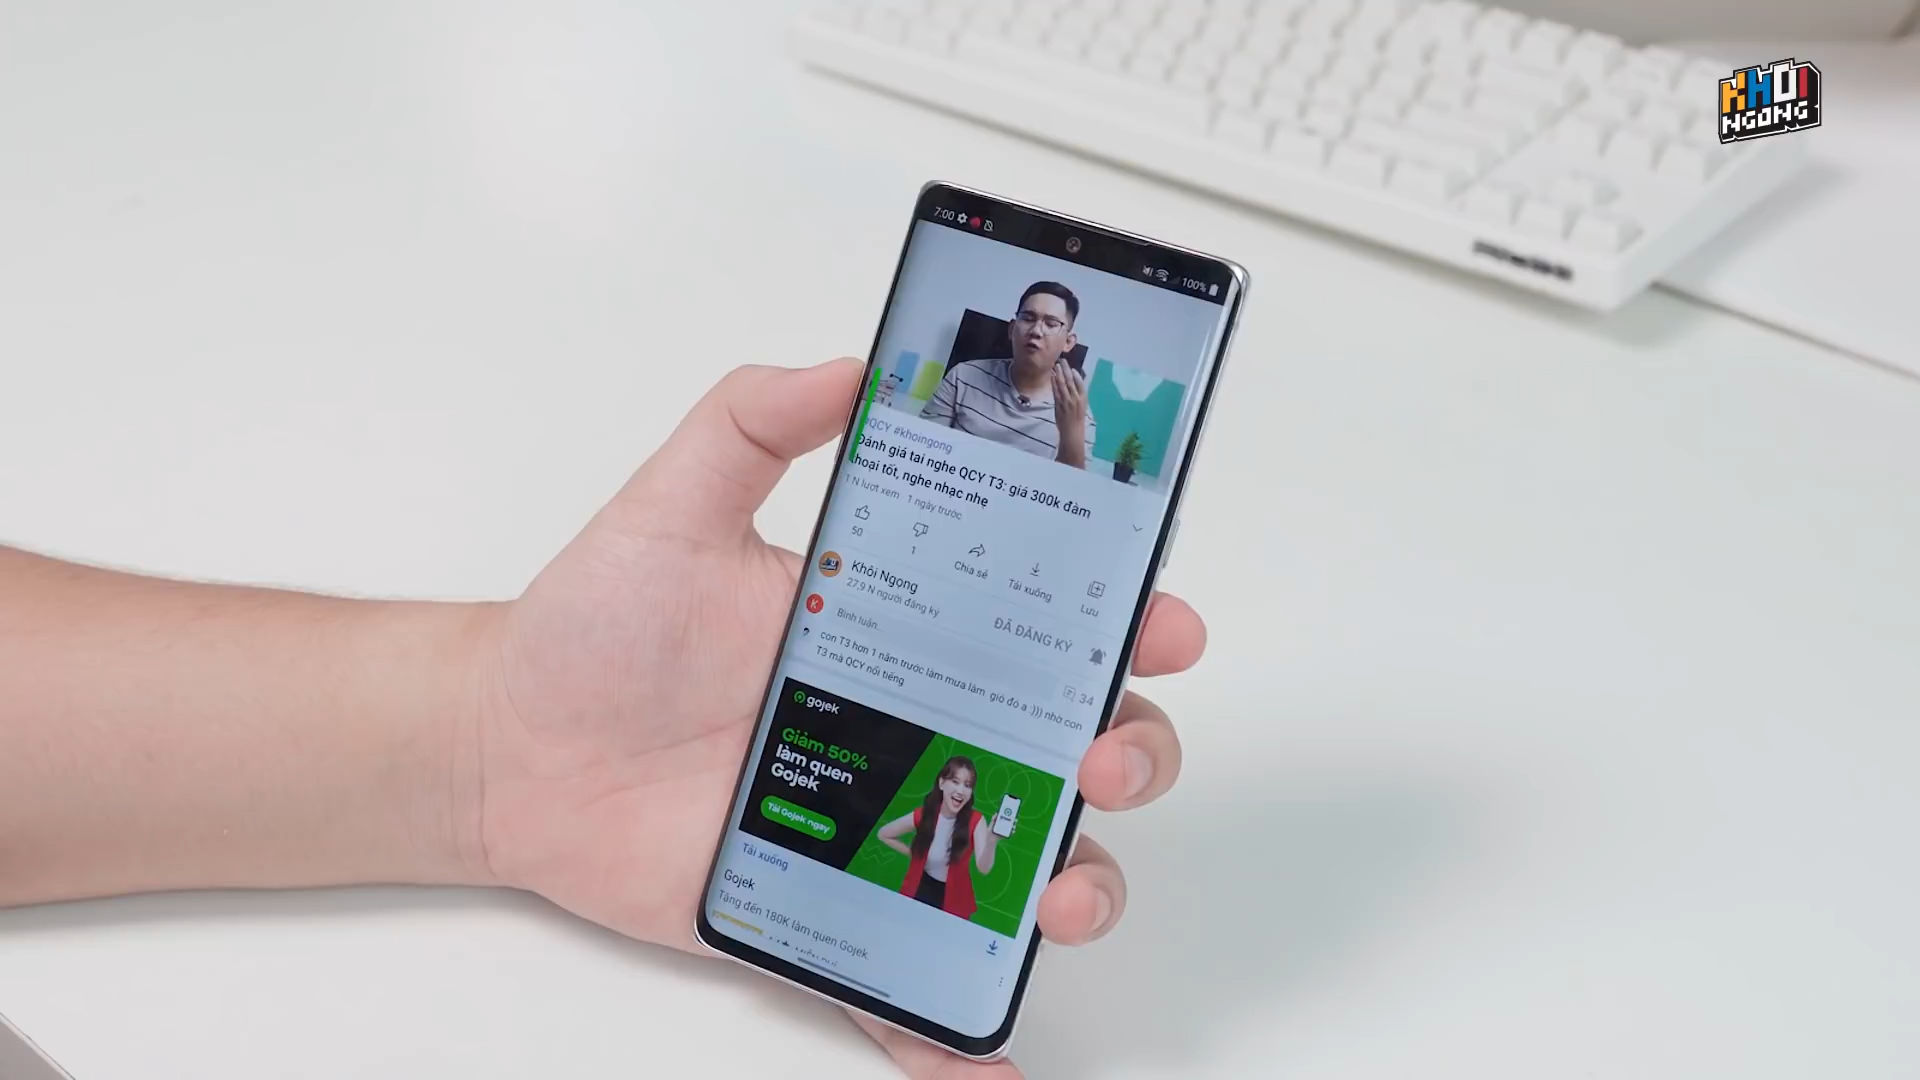 KHOI
NGONG
7:00
100%
QCY #khoingong
Đánh giá tai nghe QCY T3: giá 300k đàm
thoại tốt, nghe nhạc nhẹ
1 N lượt xem 1 ngày trước
50
1
Chia sẻ
Tải xuống
Lưu
Khôi Ngọng
27,9 N người đăng ký
ĐÃ ĐĂNG KÝ
K
Bình luận...
34
con T3 hơn 1 năm trước làm mưa làm gió đó a :))) nhờ con
T3 mà QCY nổi tiếng
gojek
Giảm 50%
làm quen
Gojek
Tải Gojek ngay
Tải xuống
Gojek
Tặng đến 180K làm quen Gojek